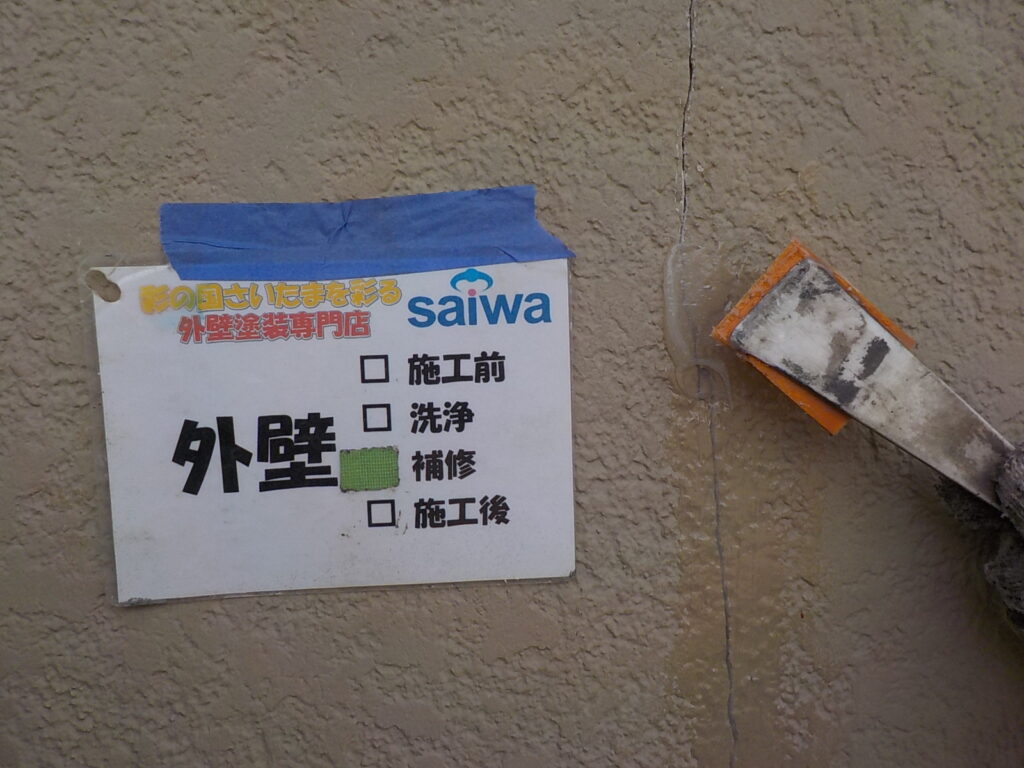 彩の国さいたまを彩る
外壁塗装専門店
saiwa
外壁
□ 施工前
□ 洗浄
補修
□ 施工後